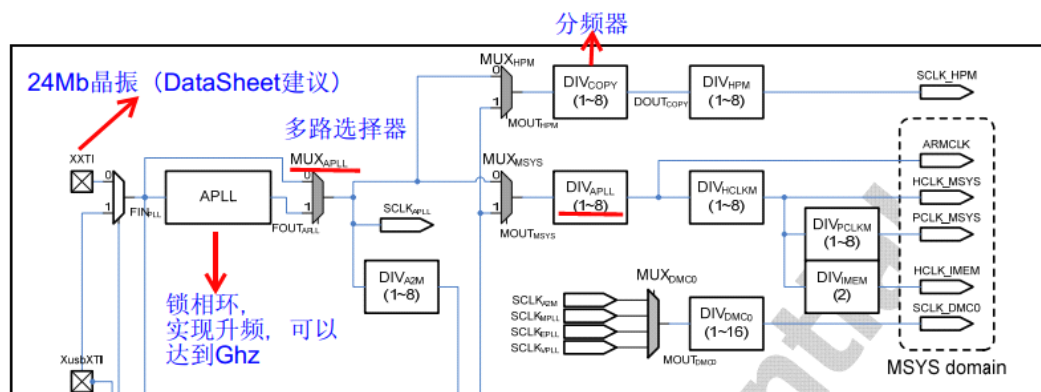 分频器
24Mb晶振（DataSheet建议）
多路选择器
MUXHPM
0
1
MOUTHPM
DIVCOPY
(1~8)
DOUTCOPY
DIVHPM
(1~8)
SCLK_HPM
XXTI
0
1
FINPLL
APLL
FOUTAPLL
MUXAPLL
0
1
SCLKAPLL
DIVA2M
(1~8)
MUXMSYS
0
1
MOUTMSYS
DIVAPLL
(1~8)
DIVHCLKM
(1~8)
DIVPCLKM
(1~8)
DIVIMEM
(2)
ARMCLK
HCLK_MSYS
PCLK_MSYS
HCLK_IMEM
SCLK_DMC0
MSYS domain
锁相环，
实现升频，可以
达到Ghz
MUXDMC0
SCLKA2M
SCLKMPLL
SCLKEPLL
SCLKVPLL
MOUTDMC0
DIVDMC0
(1~16)
XusbXTI